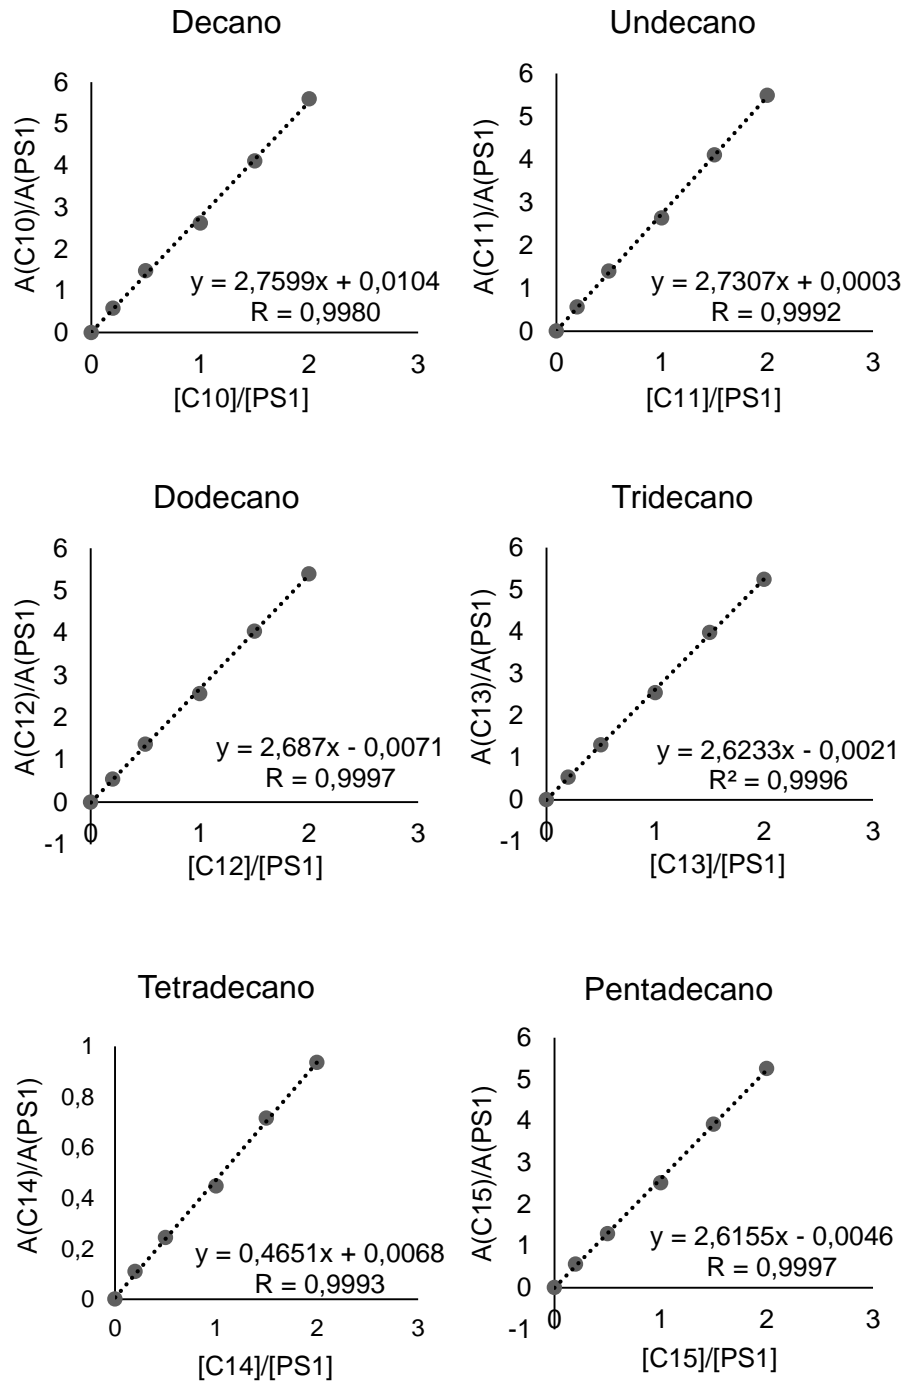 Decano
6
5
4
3
2
1
0
A(C10)/A(PS1)
y = 2,7599x + 0,0104
R = 0,9980
0 1 2 3
[C10]/[PS1]
Undecano
6
5
4
3
2
1
0
A(C11)/A(PS1)
y = 2,7307x + 0,0003
R = 0,9992
0 1 2 3
[C11]/[PS1]
Dodecano
6
5
4
3
2
1
0
-1
A(C12)/A(PS1)
y = 2,687x - 0,0071
R = 0,9997
0 1 2 3
[C12]/[PS1]
Tridecano
6
5
4
3
2
1
0
-1
A(C13)/A(PS1)
y = 2,6233x - 0,0021
R² = 0,9996
0 1 2 3
[C13]/[PS1]
Tetradecano
1
0,8
0,6
0,4
0,2
0
A(C14)/A(PS1)
y = 0,4651x + 0,0068
R = 0,9993
0 1 2 3
[C14]/[PS1]
Pentadecano
6
5
4
3
2
1
0
-1
A(C15)/A(PS1)
y = 2,6155x - 0,0046
R = 0,9997
0 1 2 3
[C15]/[PS1]